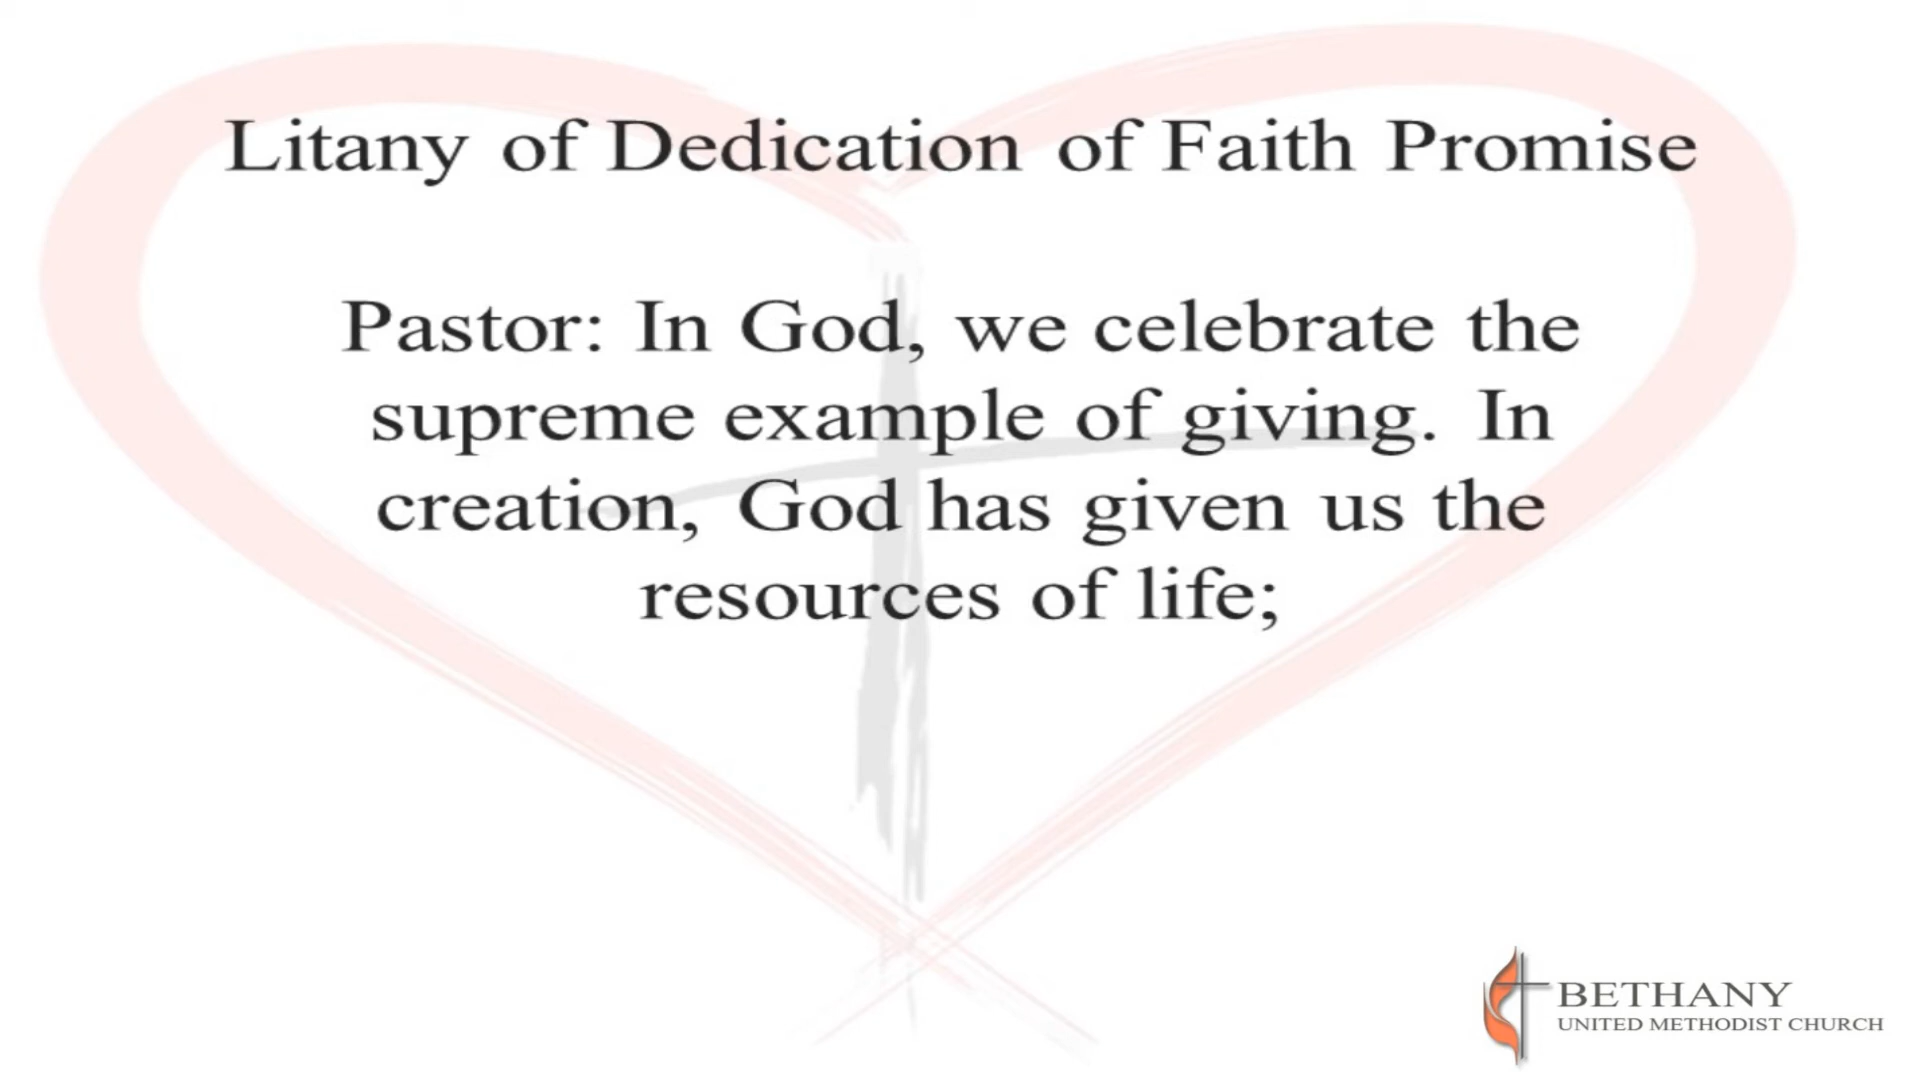 Litany of Dedication of Faith Promise
Pastor: In God, we celebrate the
supreme example of giving. In
creation, God has given us the
resources of life;
BETHANY
UNITED METHODIST CHURCH